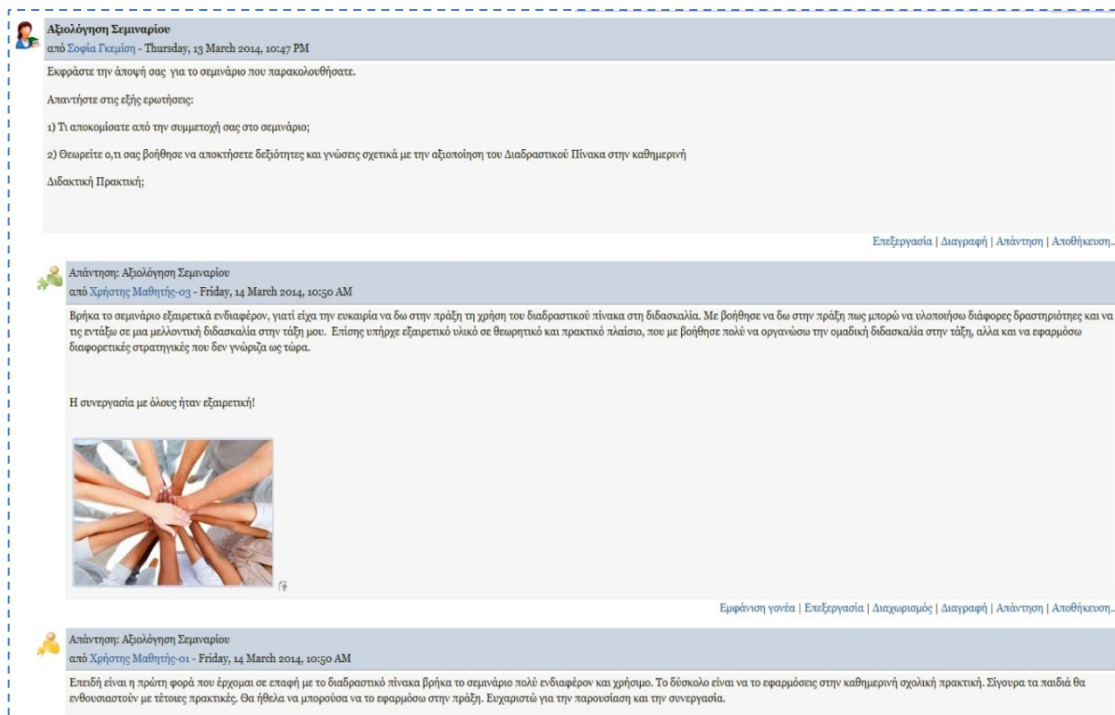 Αξιολόγηση Σεμιναρίου
από Σοφία Γκεμίση - Thursday, 13 March 2014, 10:47 PM
Εκφράστε την άποψή σας για το σεμινάριο που παρακολουθήσατε.
Απαντήστε στις εξής ερωτήσεις:
1) Τι αποκομίσατε από την συμμετοχή σας στο σεμινάριο;
2) Θεωρείτε ο,τι σας βοήθησε να αποκτήσετε δεξιότητες και γνώσεις σχετικά με την αξιοποίηση του Διαδραστικού Πίνακα στην καθημερινή
Διδακτική Πρακτική;
Επεξεργασία | Διαγραφή | Απάντηση | Αποθήκευση...
Απάντηση: Αξιολόγηση Σεμιναρίου
από Χρήστης Μαθητής-03 - Friday, 14 March 2014, 10:50 AM
Βρήκα το σεμινάριο εξαιρετικά ενδιαφέρον, γιατί είχα την ευκαιρία να δω στην πράξη τη χρήση του διαδραστικού πίνακα στη διδασκαλία. Με βοήθησε να δω στην πράξη πως μπορώ να υλοποιήσω διάφορες δραστηριότητες και να
τις εντάξω σε μια μελλοντική διδασκαλία στην τάξη μου. Επίσης υπήρχε εξαιρετικό υλικό σε θεωρητικό και πρακτικό πλαίσιο, που με βοήθησε πολύ να οργανώσω την ομαδική διδασκαλία στην τάξη, αλλα και να εφαρμόσω
διαφορετικές στρατηγικές που δεν γνώριζα ως τώρα.
Η συνεργασία με όλους ήταν εξαιρετική!
Εμφάνιση γονέα | Επεξεργασία | Διαχωρισμός | Διαγραφή | Απάντηση | Αποθήκευση...
Απάντηση: Αξιολόγηση Σεμιναρίου
από Χρήστης Μαθητής-01 - Friday, 14 March 2014, 10:50 AM
Επειδή είναι η πρώτη φορά που έρχομαι σε επαφή με το διαδραστικό πίνακα βρήκα το σεμινάριο πολύ ενδιαφέρον και χρήσιμο. Το δύσκολο είναι να το εφαρμόσεις στην καθημερινή σχολική πρακτική. Σίγουρα τα παιδιά θα
ενθουσιαστούν με τέτοιες πρακτικές. Θα ήθελα να μπορούσα να το εφαρμόσω στην πράξη. Ευχαριστώ για την παρουσίαση και την συνεργασία.